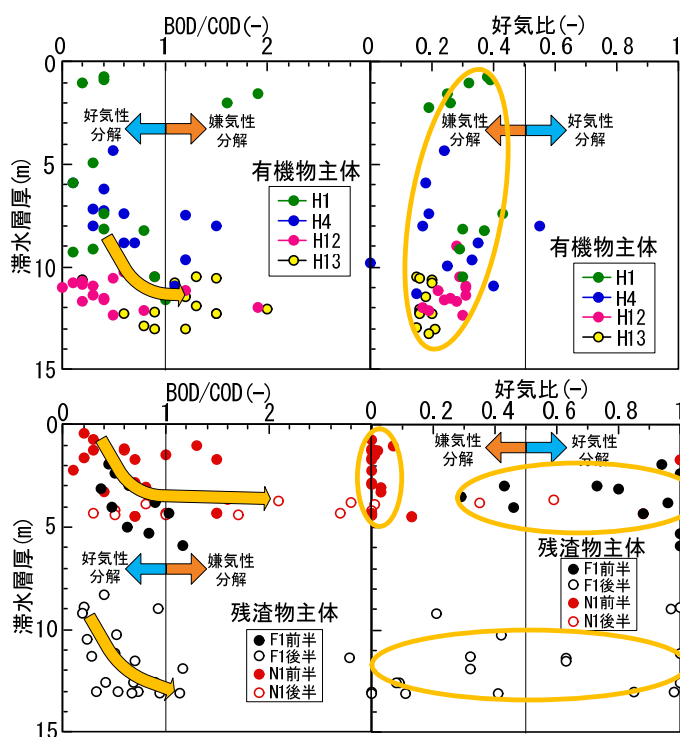 BOD/COD(-)
好気比(-)
0 1 2
0 0.2 0.4 0.6 0.8 1
0
5
10
15
滞水層厚(m)
好気性
分解
嫌気性
分解
有機物主体
H1
H4
H12
H13
嫌気性
分解
好気性
分解
有機物主体
H1
H4
H12
H13
BOD/COD(-)
好気比(-)
0 1 2
0 0.2 0.4 0.6 0.8 1
0
5
10
15
滞水層厚(m)
好気性
分解
嫌気性
分解
残渣物主体
F1前半
F1後半
N1前半
N1後半
嫌気性
分解
好気性
分解
残渣物主体
F1前半
F1後半
N1前半
N1後半